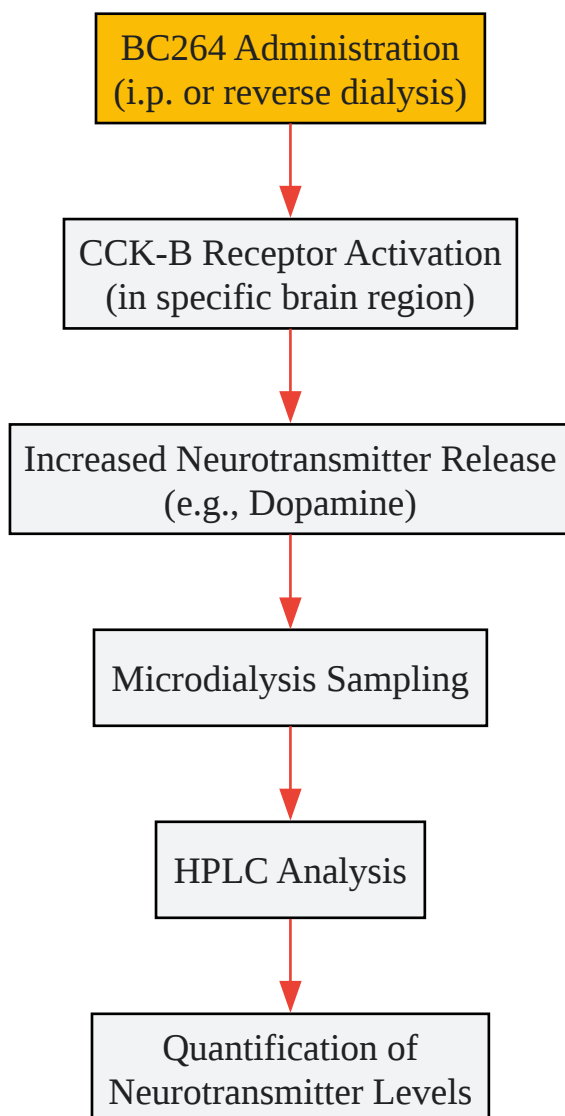 BC264 Administration
(i.p. or reverse dialysis)
CCK-B Receptor Activation
(in specific brain region)
Increased Neurotransmitter Release
(e.g., Dopamine)
Microdialysis Sampling
HPLC Analysis
Quantification of
Neurotransmitter Levels